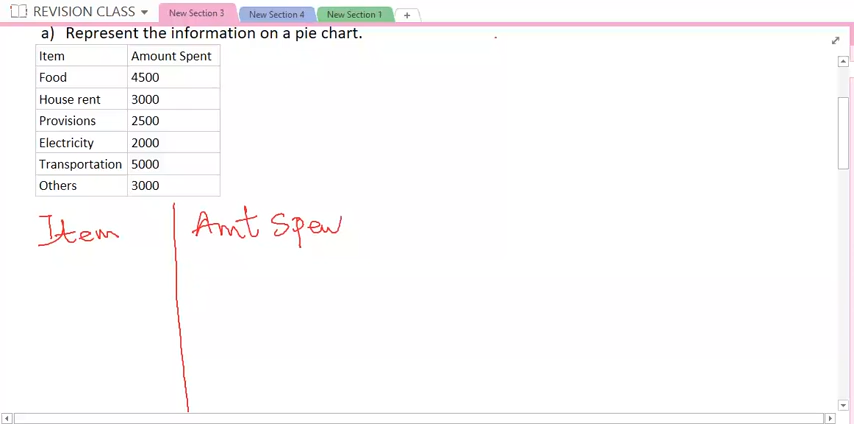 REVISION CLASS New Section 3 New Section 4 New Section 1 +
a) Represent the information on a pie chart.
Item Amount Spent
Food 4500
House rent 3000
Provisions 2500
Electricity 2000
Transportation 5000
Others 3000
Item Amt Spen